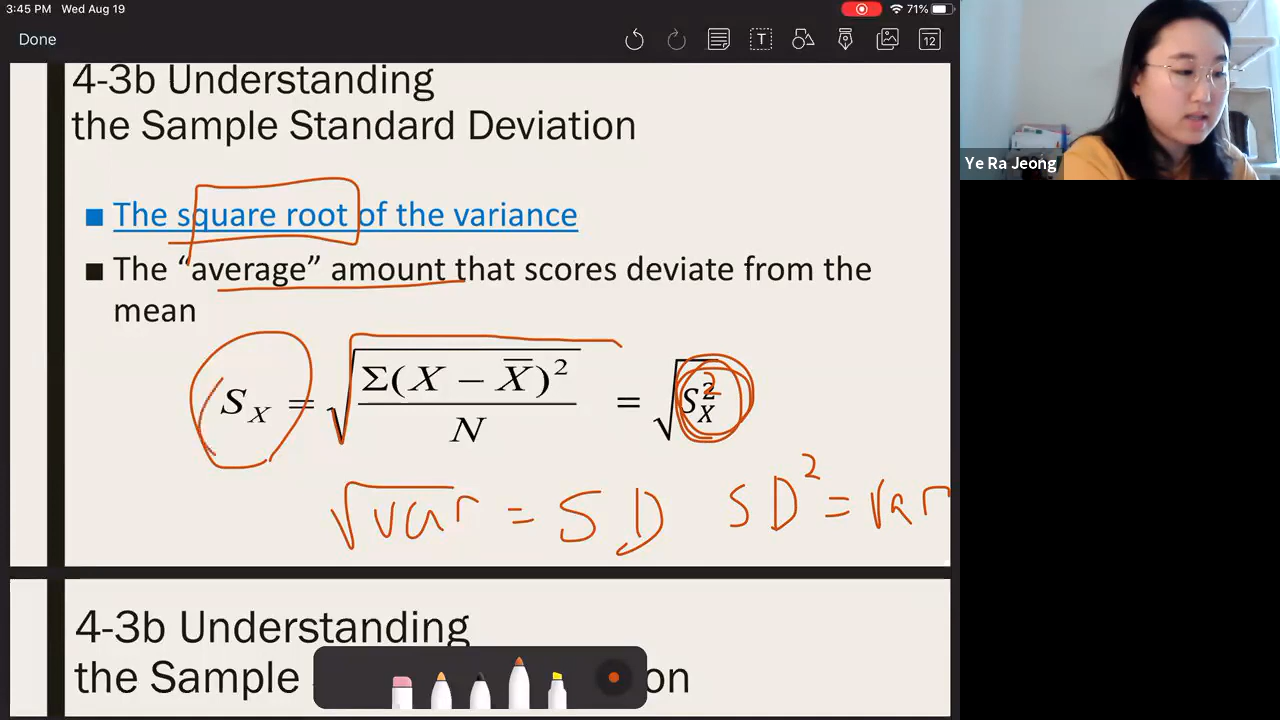 3:45 PM Wed Aug 19
71%
Done
T
12
4-3b Understanding
the Sample Standard Deviation
■ The square root of the variance
■ The “average” amount that scores deviate from the
mean
S_X = √(Σ(X − X̄)² / N) = √(S²_X)
√var = SD SD² = Var
4-3b Understanding
the Sample
on
Ye Ra Jeong